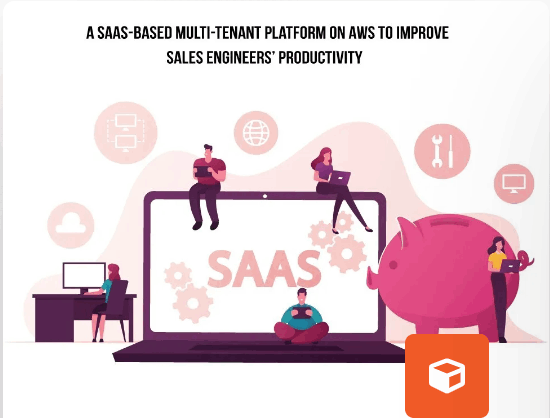 A SAAS-BASED MULTI-TENANT PLATFORM ON AWS TO IMPROVE
SALES ENGINEERS' PRODUCTIVITY
SAAS